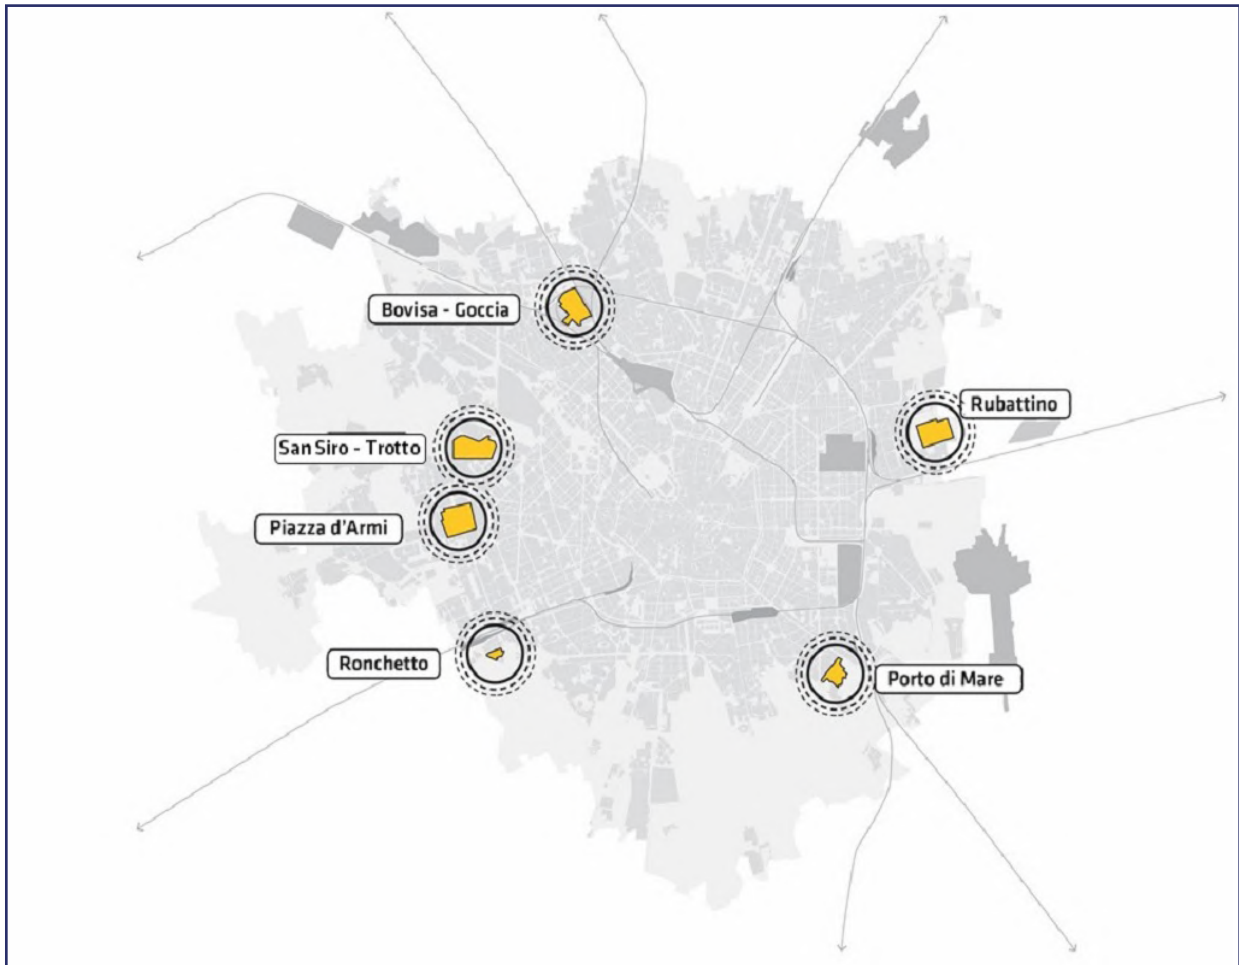 Bovisa - Goccia
Rubattino
San Siro - Trotto
Piazza d'Armi
Ronchetto
Porto di Mare